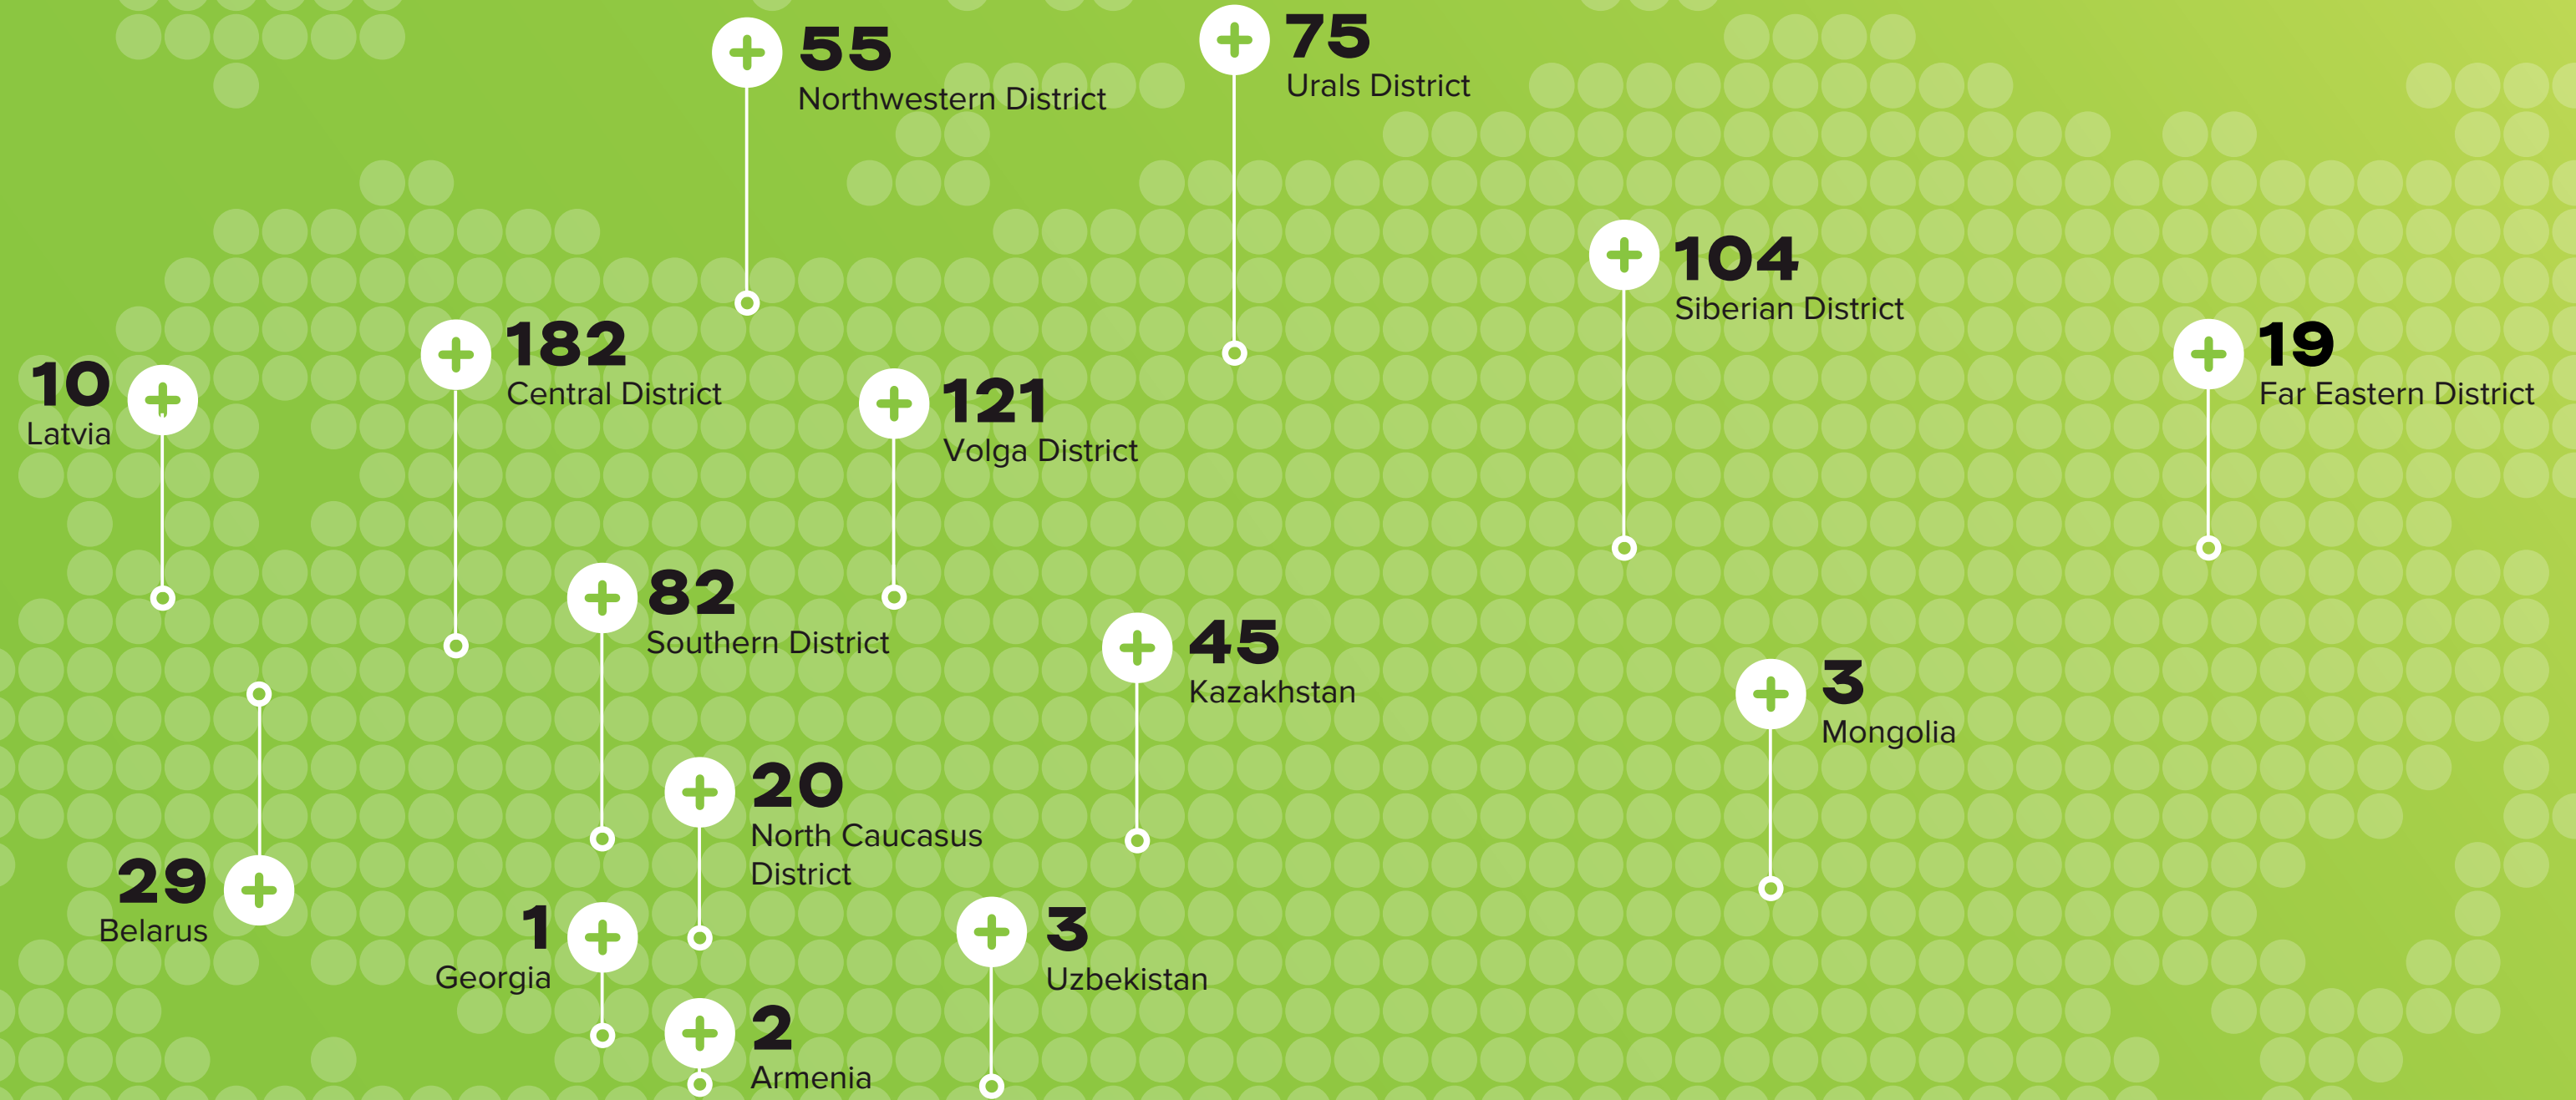 55
Northwestern District
75
Urals District
104
Siberian District
182
Central District
19
Far Eastern District
10
Latvia
121
Volga District
82
Southern District
45
Kazakhstan
3
Mongolia
20
North Caucasus
District
29
Belarus
1
Georgia
3
Uzbekistan
2
Armenia